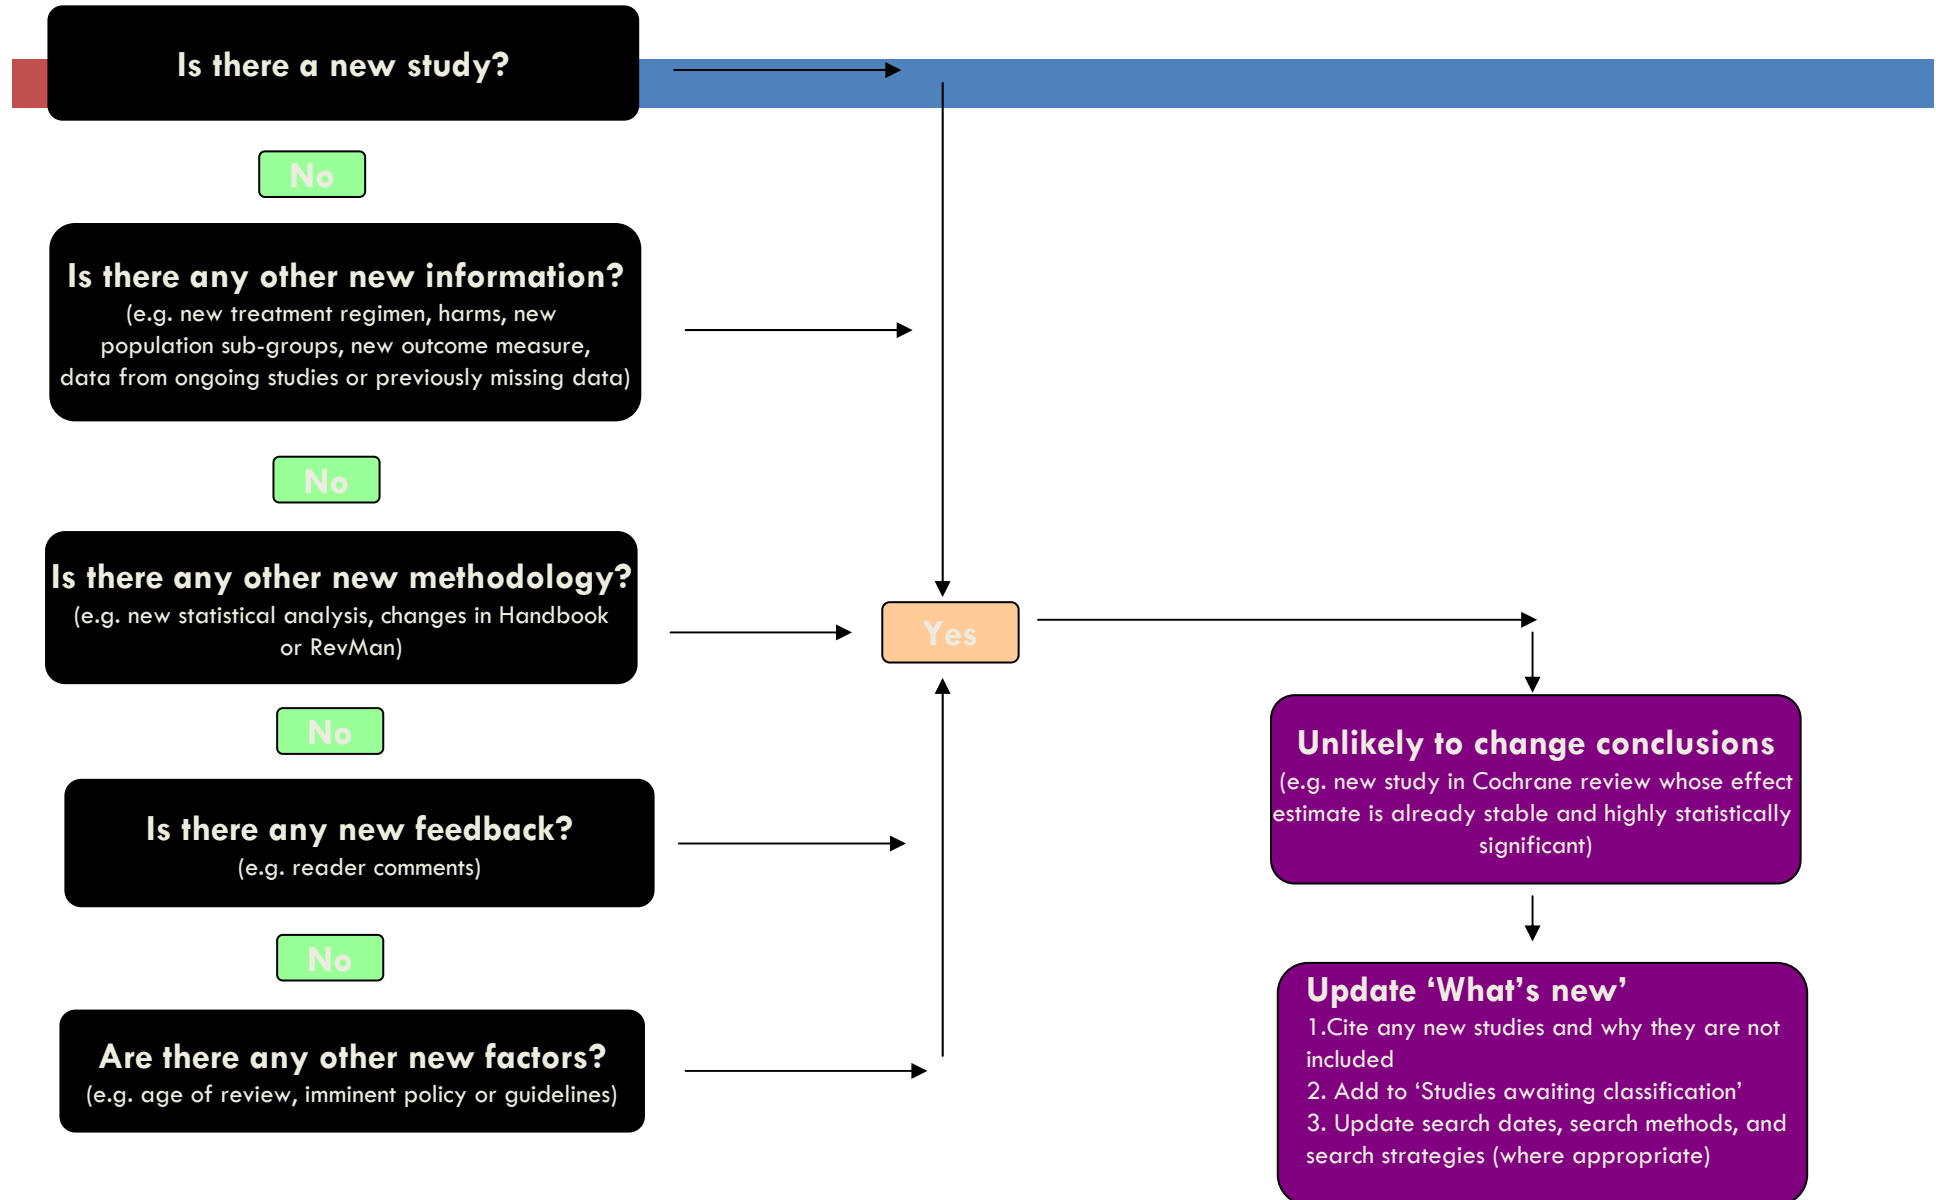 Is there a new study?
No
Is there any other new information?
(e.g. new treatment regimen, harms, new
population sub-groups, new outcome measure,
data from ongoing studies or previously missing data)
No
Is there any other new methodology?
(e.g. new statistical analysis, changes in Handbook
or RevMan)
No
Is there any new feedback?
(e.g. reader comments)
No
Are there any other new factors?
(e.g. age of review, imminent policy or guidelines)
Yes
Unlikely to change conclusions
(e.g. new study in Cochrane review whose effect
estimate is already stable and highly statistically
significant)
Update ‘What’s new’
1.Cite any new studies and why they are not
included
2. Add to ‘Studies awaiting classification’
3. Update search dates, search methods, and
search strategies (where appropriate)